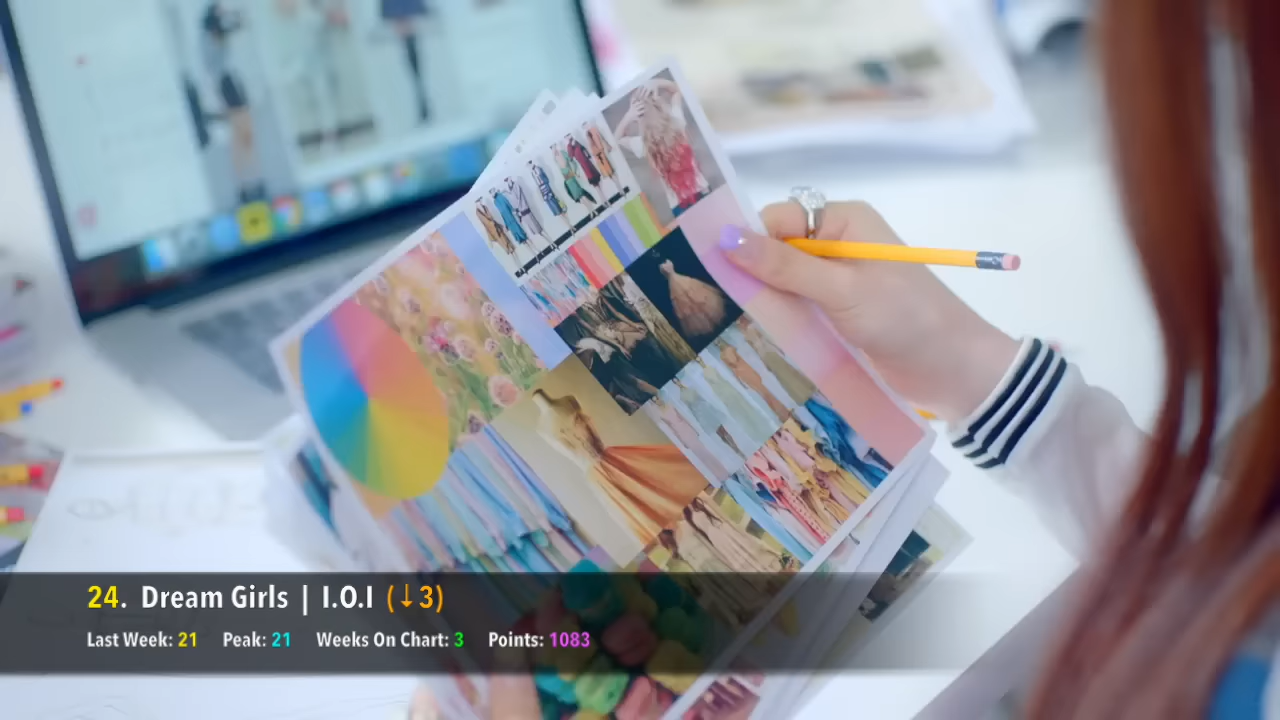 24. Dream Girls | I.O.I (↓3)
Last Week: 21 Peak: 21 Weeks On Chart: 3 Points: 1083